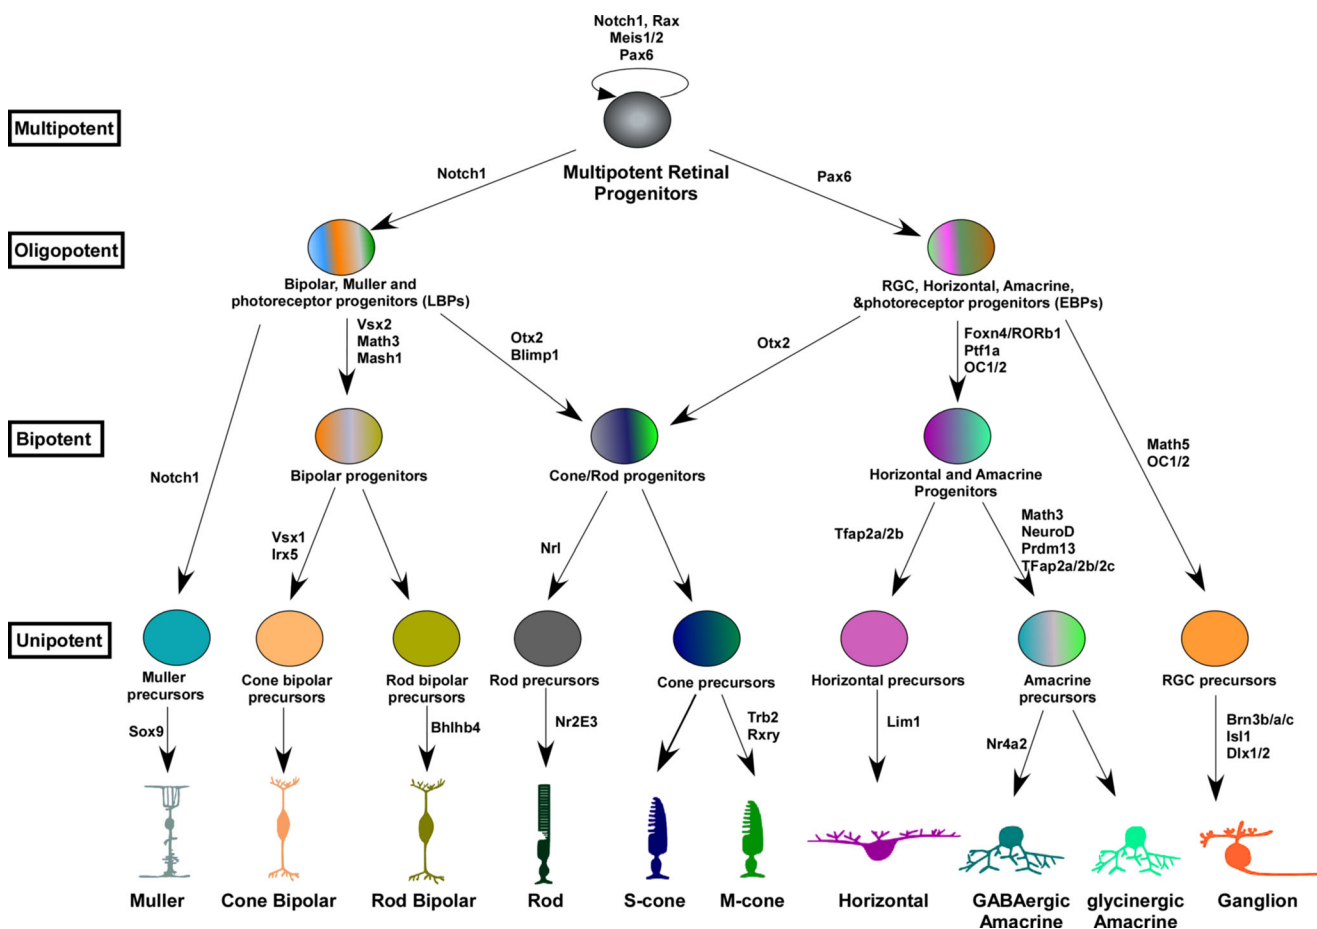 Notch1, Rax
Meis1/2
Pax6
Multipotent
Multipotent Retinal
Progenitors
Notch1
Pax6
Oligopotent
Bipolar, Muller and
photoreceptor progenitors (LBPs)
RGC, Horizontal, Amacrine,
&photoreceptor progenitors (EBPs)
Vsx2
Math3
Mash1
Otx2
Blimp1
Otx2
Foxn4/RORb1
Ptf1a
OC1/2
Bipotent
Notch1
Bipolar progenitors
Cone/Rod progenitors
Horizontal and Amacrine
Progenitors
Math5
OC1/2
Vsx1
Irx5
Nrl
Tfap2a/2b
Math3
NeuroD
Prdm13
TFap2a/2b/2c
Unipotent
Muller
precursors
Cone bipolar
precursors
Rod bipolar
precursors
Rod precursors
Cone precursors
Horizontal precursors
Amacrine
precursors
RGC precursors
Sox9
Bhlhb4
Nr2E3
Trb2
Rxry
Lim1
Nr4a2
Brn3b/a/c
Isl1
Dlx1/2
Muller
Cone Bipolar
Rod Bipolar
Rod
S-cone
M-cone
Horizontal
GABAergic
Amacrine
glycinergic
Amacrine
Ganglion